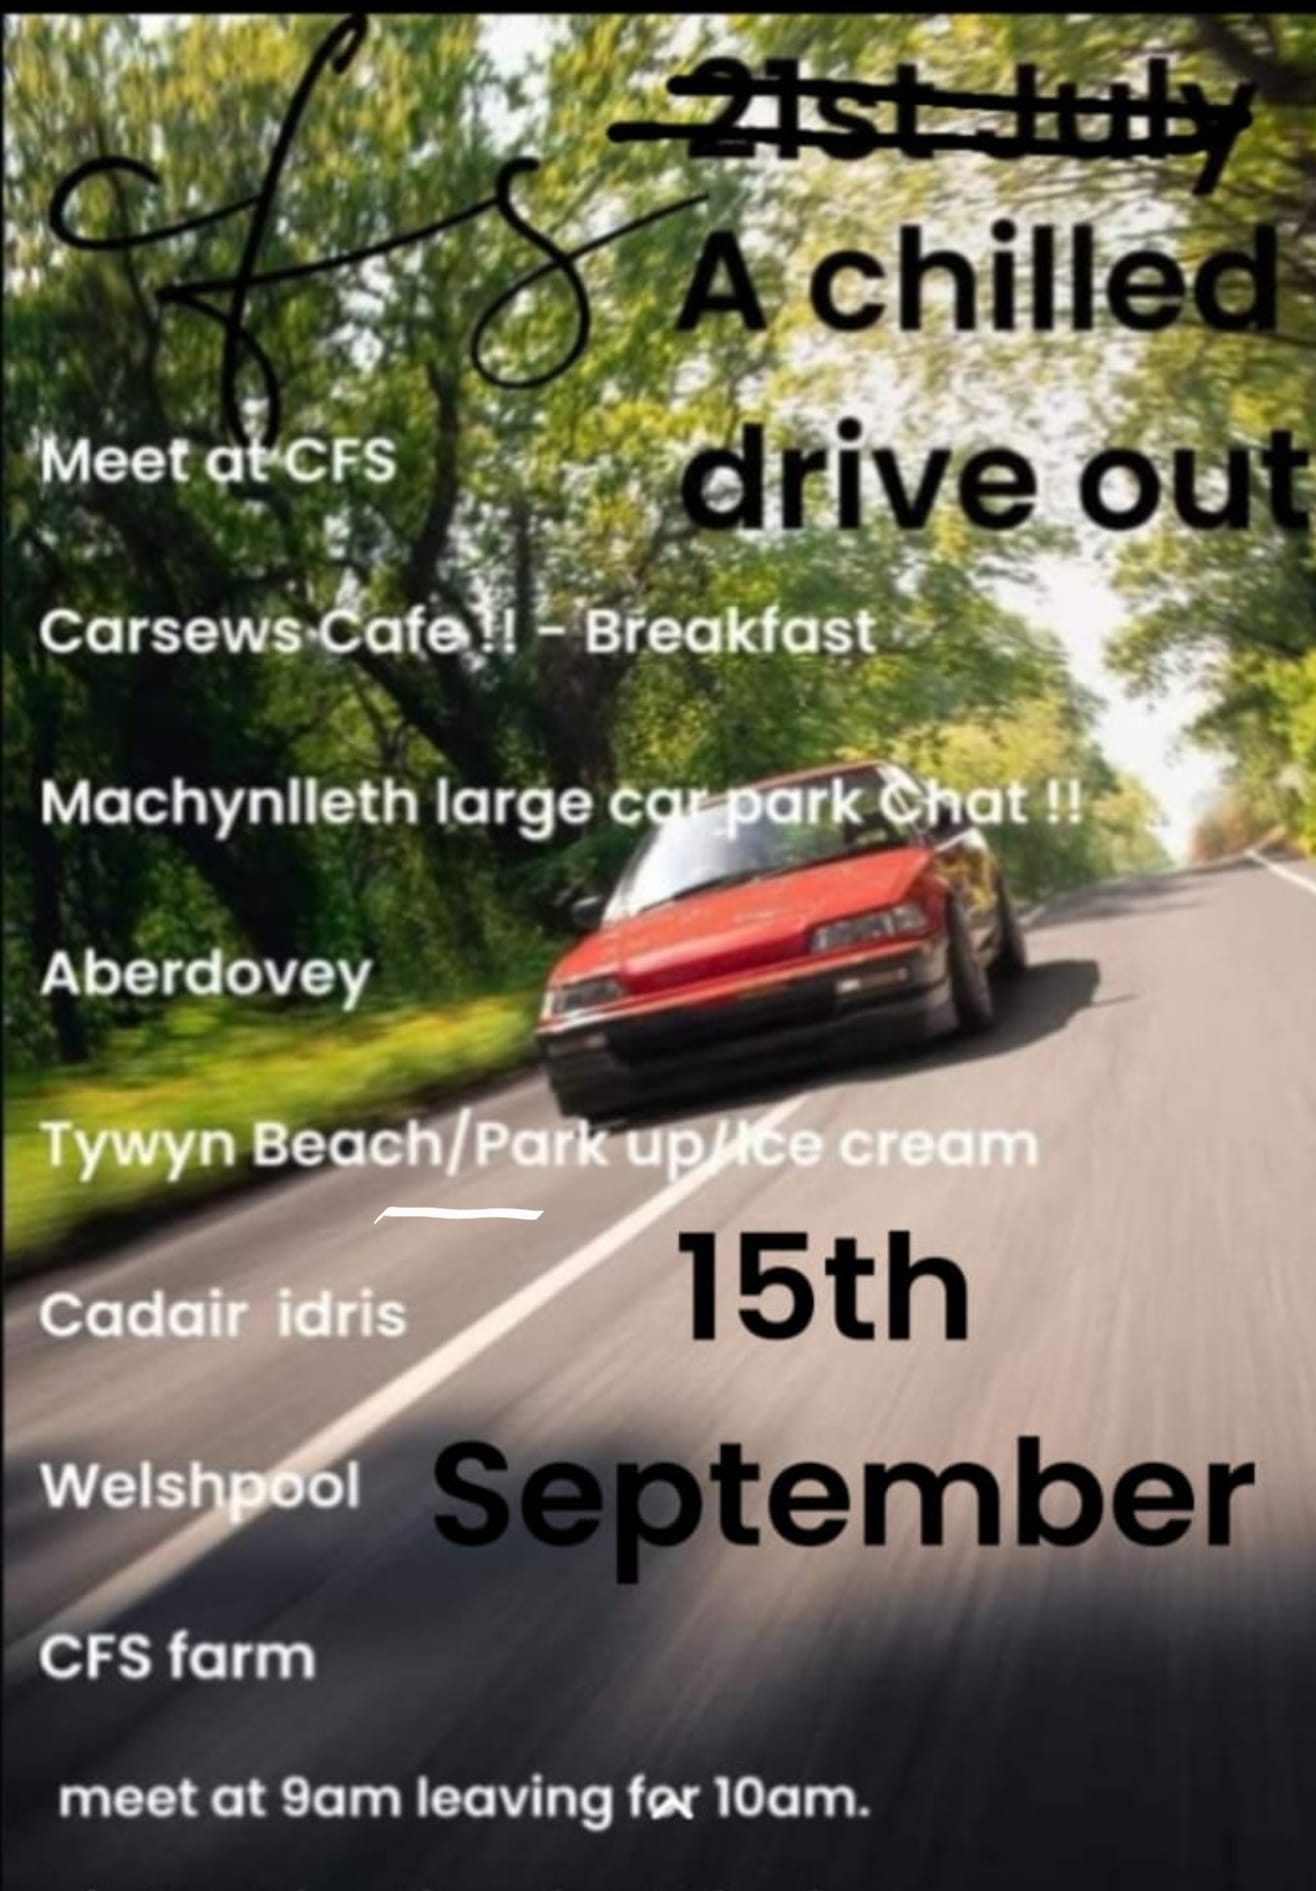 cfs
21st July
A chilled
drive out
Meet at CFS
Carsews Cafe !! - Breakfast
Machynlleth large car park Chat !!
Aberdovey
Tywyn Beach/Park up/Ice cream
Cadair idris
15th
Welshpool
September
CFS farm
meet at 9am leaving for 10am.